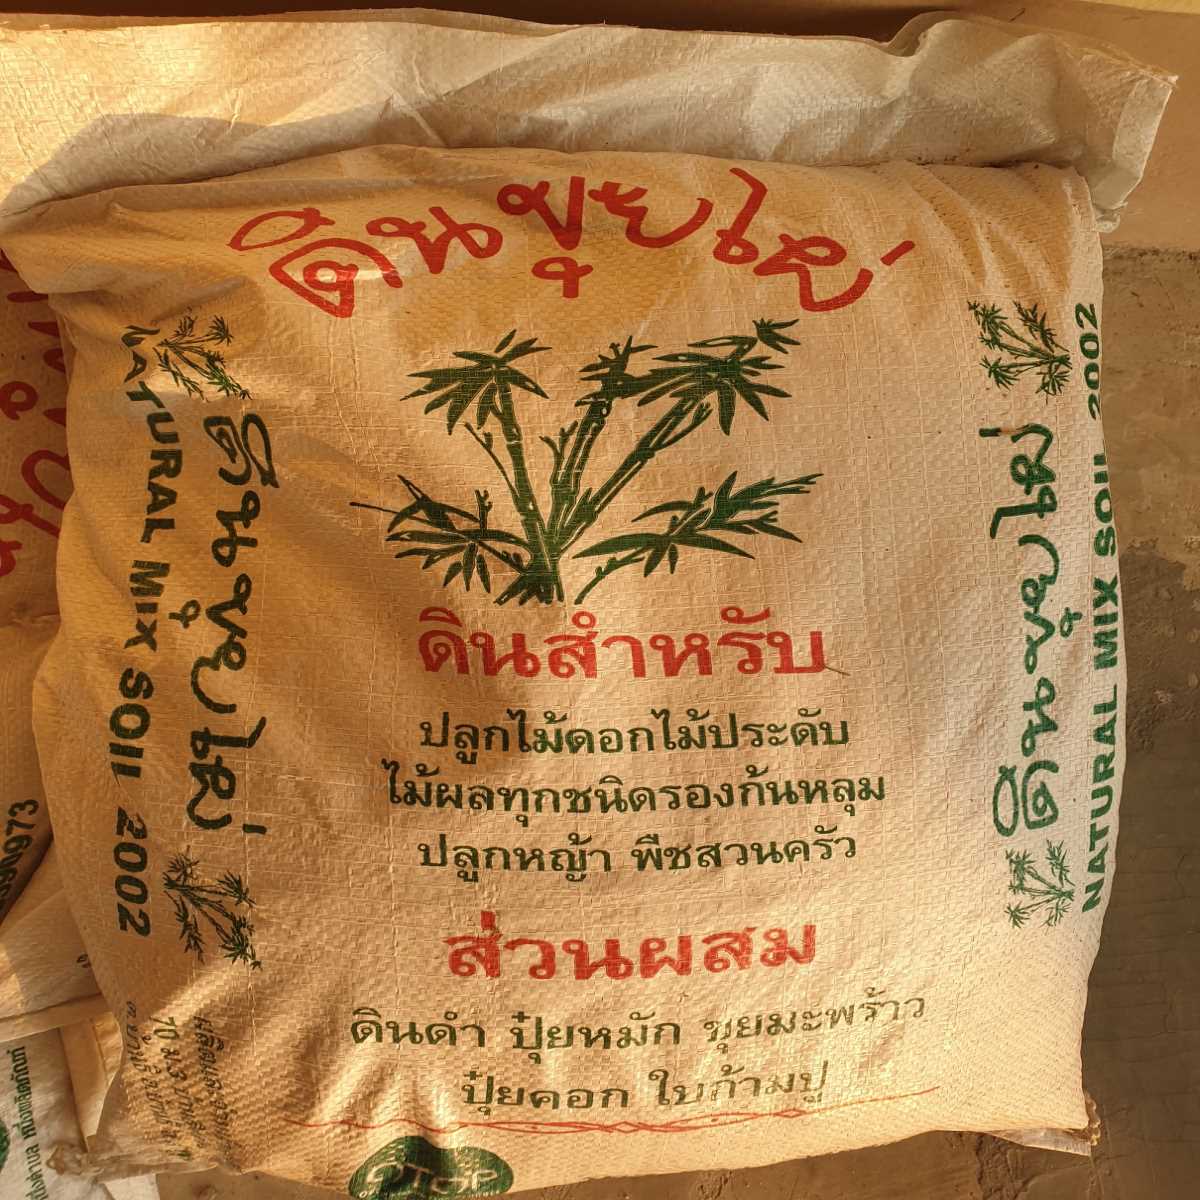 ดินขุยไผ่
NATURAL MIX SOIL 2002
ดินขุยไผ่
ดินขุยไผ่
NATURAL MIX SOIL 2002
ดินสำหรับ
ปลูกไม้ดอกไม้ประดับ
ไม้ผลทุกชนิดรองก้นหลุม
ปลูกหญ้า พืชสวนครัว
ส่วนผสม
ดินดำ ปุ๋ยหมัก ขุยมะพร้าว
ปุ๋ยคอก ใบก้ามปู
OTOP